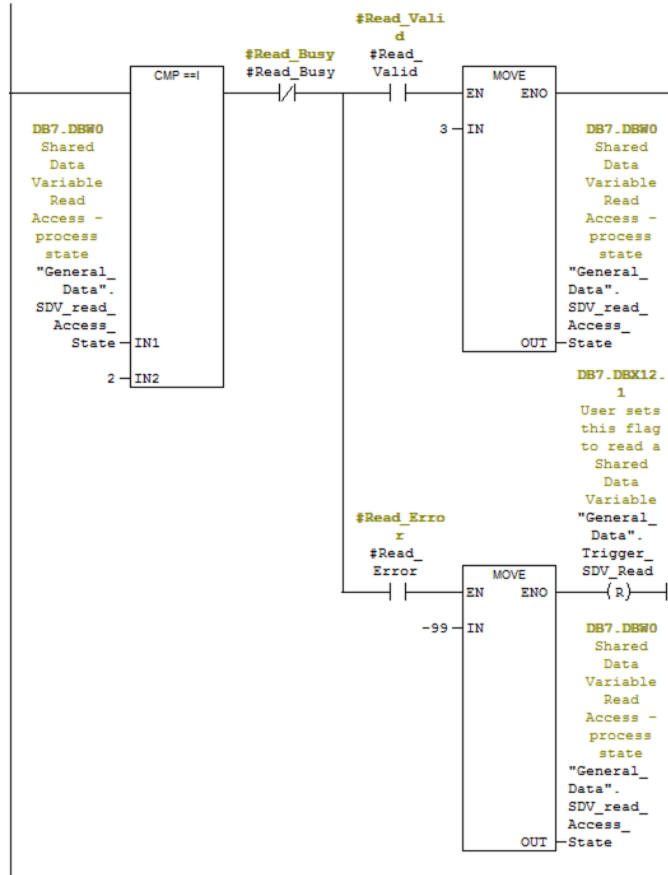 #Read_Vali
d
#Read_Busy
#Read_
CMP ==I
#Read_Busy
Valid
MOVE
EN
ENO
DB7.DBW0
Shared
Data
Variable
Read
Access -
process
state
"General_
Data".
SDV_read_
Access_
State
IN1
2
IN2
3
IN
DB7.DBW0
Shared
Data
Variable
Read
Access -
process
state
"General_
Data".
SDV_read_
Access_
OUT
State
DB7.DBX12.
1
User sets
this flag
to read a
Shared
Data
Variable
"General_
Data".
Trigger_
SDV_Read
#Read_Erro
r
#Read_
Error
MOVE
EN
ENO
(R)
-99
IN
DB7.DBW0
Shared
Data
Variable
Read
Access -
process
state
"General_
Data".
SDV_read_
Access_
OUT
State